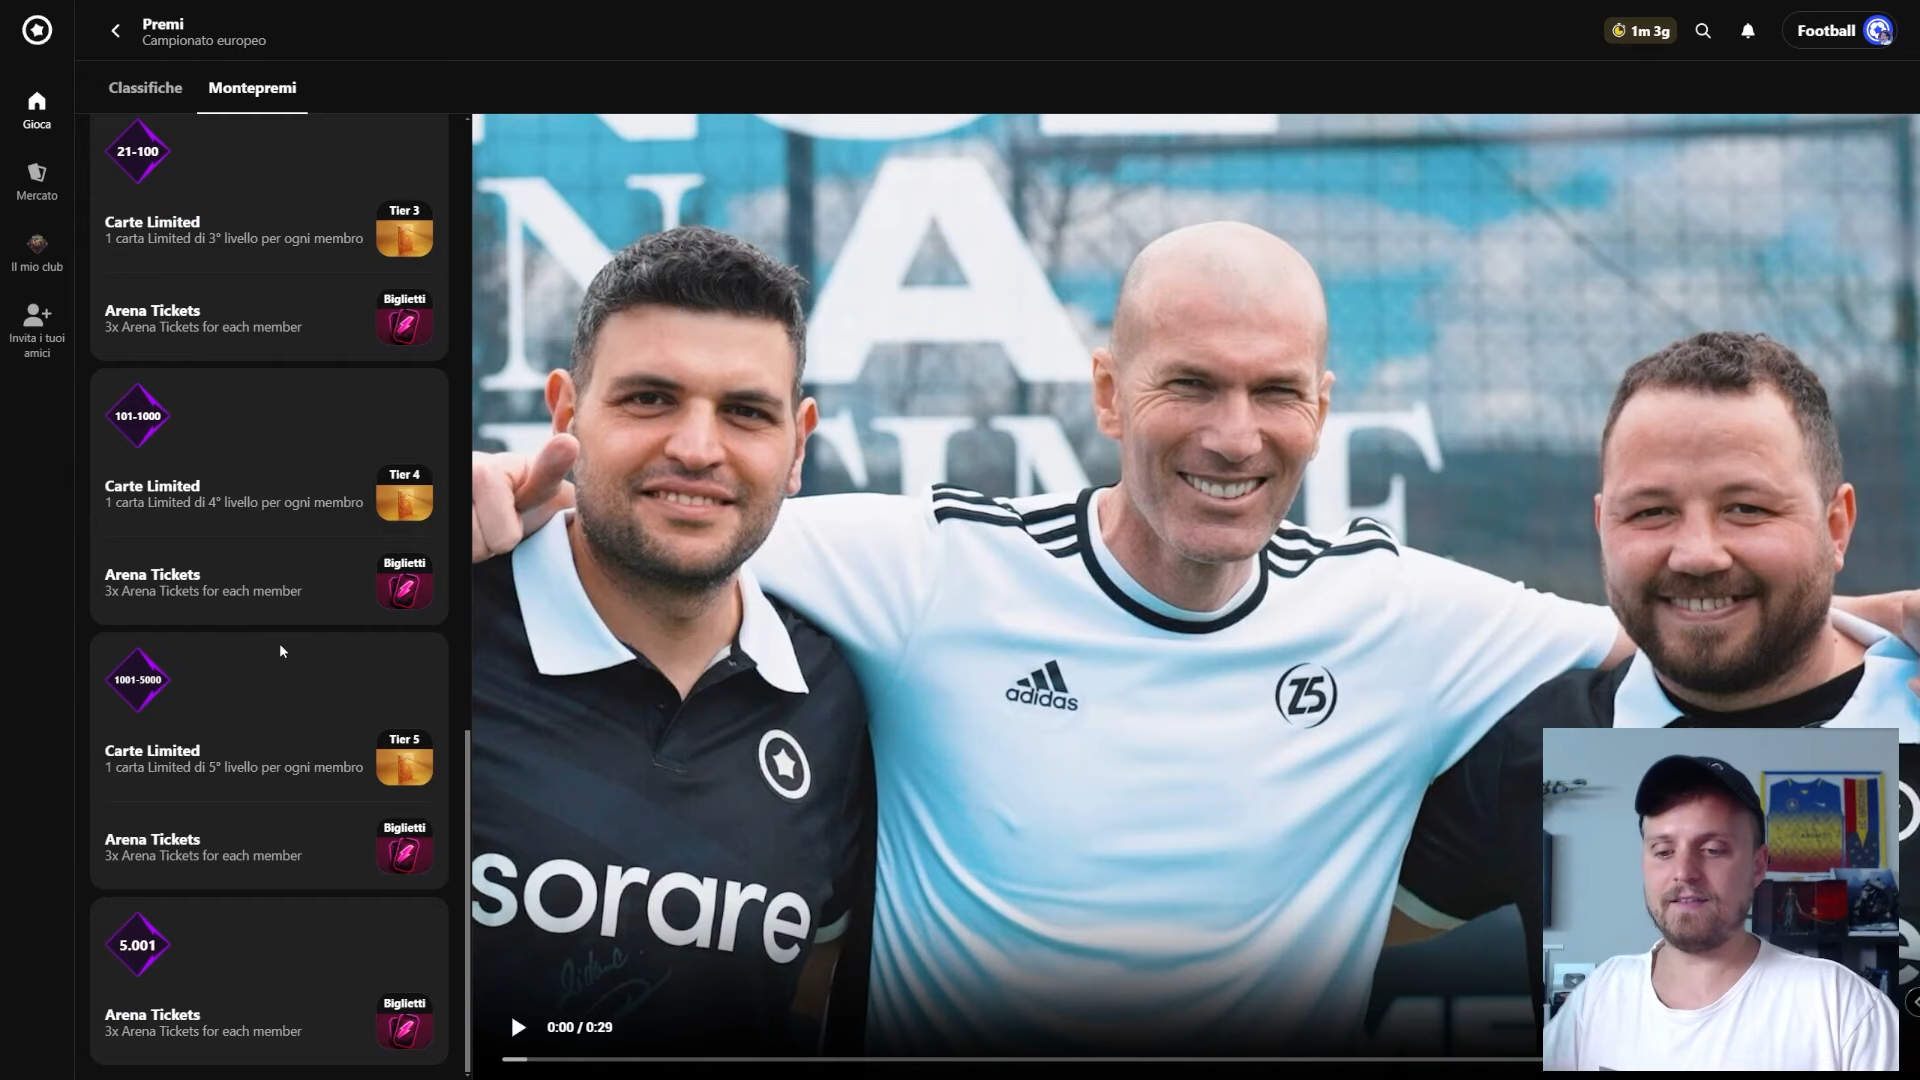 Premi
Campionato europeo
1m 3g
Football
Classifiche
Montepremi
Gioca
Mercato
Il mio club
Invita i tuoi
amici
21-100
Carte Limited
1 carta Limited di 3° livello per ogni membro
Tier 3
Arena Tickets
3x Arena Tickets for each member
Biglietti
101-1000
Carte Limited
1 carta Limited di 4° livello per ogni membro
Tier 4
Arena Tickets
3x Arena Tickets for each member
Biglietti
1001-5000
Carte Limited
1 carta Limited di 5° livello per ogni membro
Tier 5
Arena Tickets
3x Arena Tickets for each member
Biglietti
5.001
Arena Tickets
3x Arena Tickets for each member
Biglietti
adidas
Z5
sorare
0:00 / 0:29